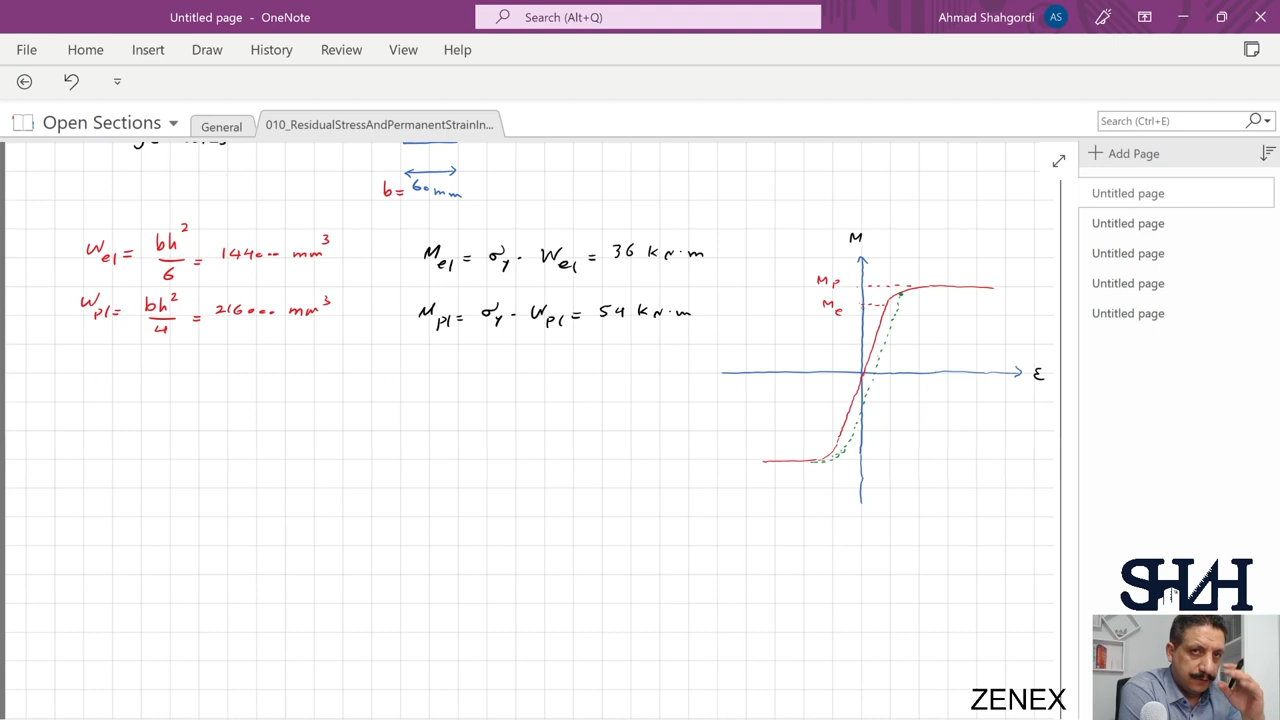 Untitled page - OneNote
Search (Alt+Q)
Ahmad Shahgordi
AS
File
Home
Insert
Draw
History
Review
View
Help
Open Sections
General
010_ResidualStressAndPermanentStrainIn...
Search (Ctrl+E)
Add Page
Untitled page
Untitled page
Untitled page
Untitled page
Untitled page
b = 60 mm
Wel = bh²/6 = 144000 mm³
Wpl = bh²/4 = 216000 mm³
Mel = σy · Wel = 36 kN·m
Mpl = σy · Wpl = 54 kN·m
M
Mp
Me
ε
SHAH
ZENEX